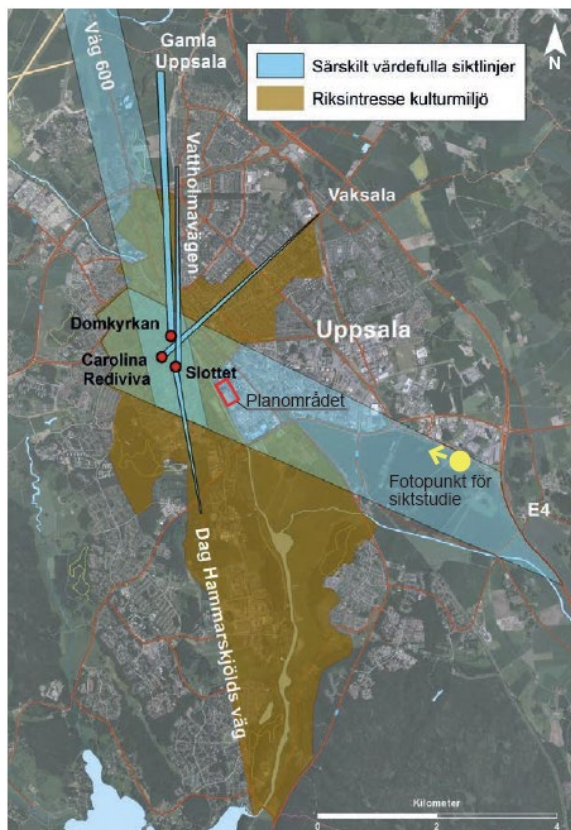 Gamla
Uppsala
Särskilt värdefulla siktlinjer
Riksintresse kulturmiljö
N
Väg 600
Vattholmavägen
Vaksala
Domkyrkan
Uppsala
Carolina
Rediviva
Slottet
Planområdet
Fotopunkt för
siktstudie
E4
Dag Hammarskjölds väg
Kilometer
0 2 4